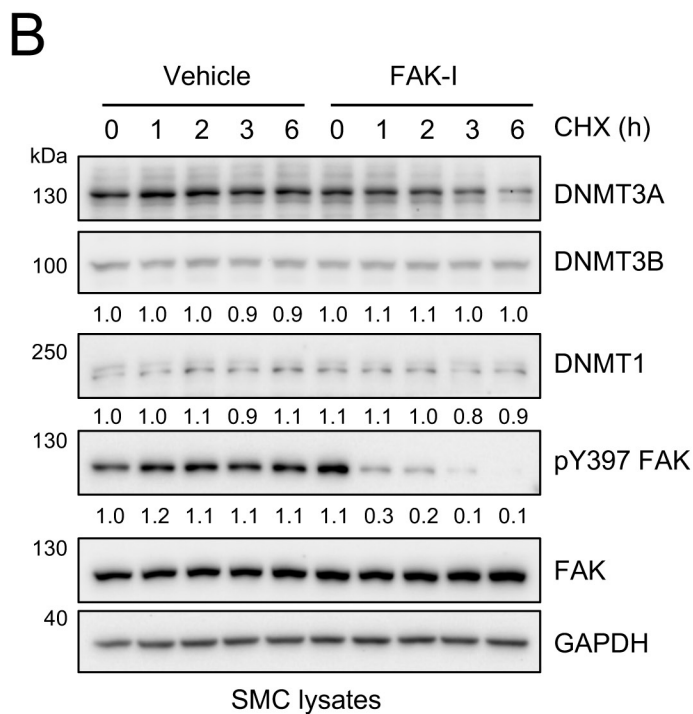 B
Vehicle FAK-I
0 1 2 3 6 0 1 2 3 6 CHX (h)
kDa
130 DNMT3A
100 DNMT3B
1.0 1.0 1.0 0.9 0.9 1.0 1.1 1.1 1.0 1.0
250 DNMT1
1.0 1.0 1.1 0.9 1.1 1.1 1.1 1.0 0.8 0.9
130 pY397 FAK
1.0 1.2 1.1 1.1 1.1 1.1 0.3 0.2 0.1 0.1
130 FAK
40 GAPDH
SMC lysates